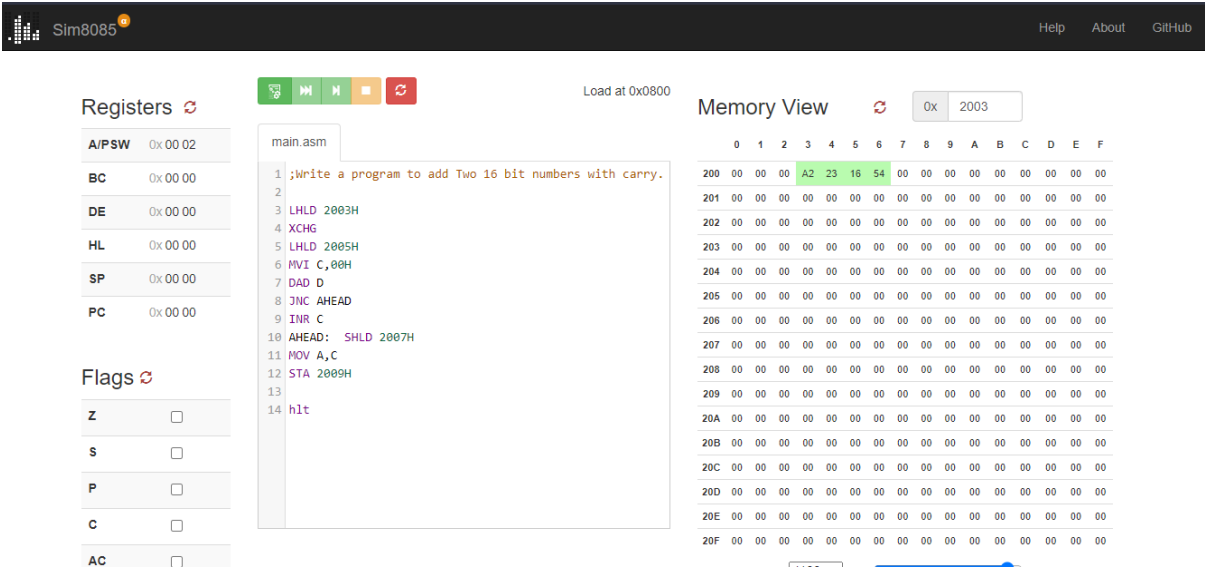 Sim8085 α
Help About GitHub
Registers
A/PSW 0x 00 02
BC 0x 00 00
DE 0x 00 00
HL 0x 00 00
SP 0x 00 00
PC 0x 00 00
Flags
Z
S
P
C
AC
Load at 0x0800
main.asm
1 ;Write a program to add Two 16 bit numbers with carry.
2
3 LHLD 2003H
4 XCHG
5 LHLD 2005H
6 MVI C,00H
7 DAD D
8 JNC AHEAD
9 INR C
10 AHEAD:  SHLD 2007H
11 MOV A,C
12 STA 2009H
13
14 hlt
Memory View 0x 2003
0 1 2 3 4 5 6 7 8 9 A B C D E F
200 00 00 00 A2 23 16 54 00 00 00 00 00 00 00 00 00
201 00 00 00 00 00 00 00 00 00 00 00 00 00 00 00 00
202 00 00 00 00 00 00 00 00 00 00 00 00 00 00 00 00
203 00 00 00 00 00 00 00 00 00 00 00 00 00 00 00 00
204 00 00 00 00 00 00 00 00 00 00 00 00 00 00 00 00
205 00 00 00 00 00 00 00 00 00 00 00 00 00 00 00 00
206 00 00 00 00 00 00 00 00 00 00 00 00 00 00 00 00
207 00 00 00 00 00 00 00 00 00 00 00 00 00 00 00 00
208 00 00 00 00 00 00 00 00 00 00 00 00 00 00 00 00
209 00 00 00 00 00 00 00 00 00 00 00 00 00 00 00 00
20A 00 00 00 00 00 00 00 00 00 00 00 00 00 00 00 00
20B 00 00 00 00 00 00 00 00 00 00 00 00 00 00 00 00
20C 00 00 00 00 00 00 00 00 00 00 00 00 00 00 00 00
20D 00 00 00 00 00 00 00 00 00 00 00 00 00 00 00 00
20E 00 00 00 00 00 00 00 00 00 00 00 00 00 00 00 00
20F 00 00 00 00 00 00 00 00 00 00 00 00 00 00 00 00